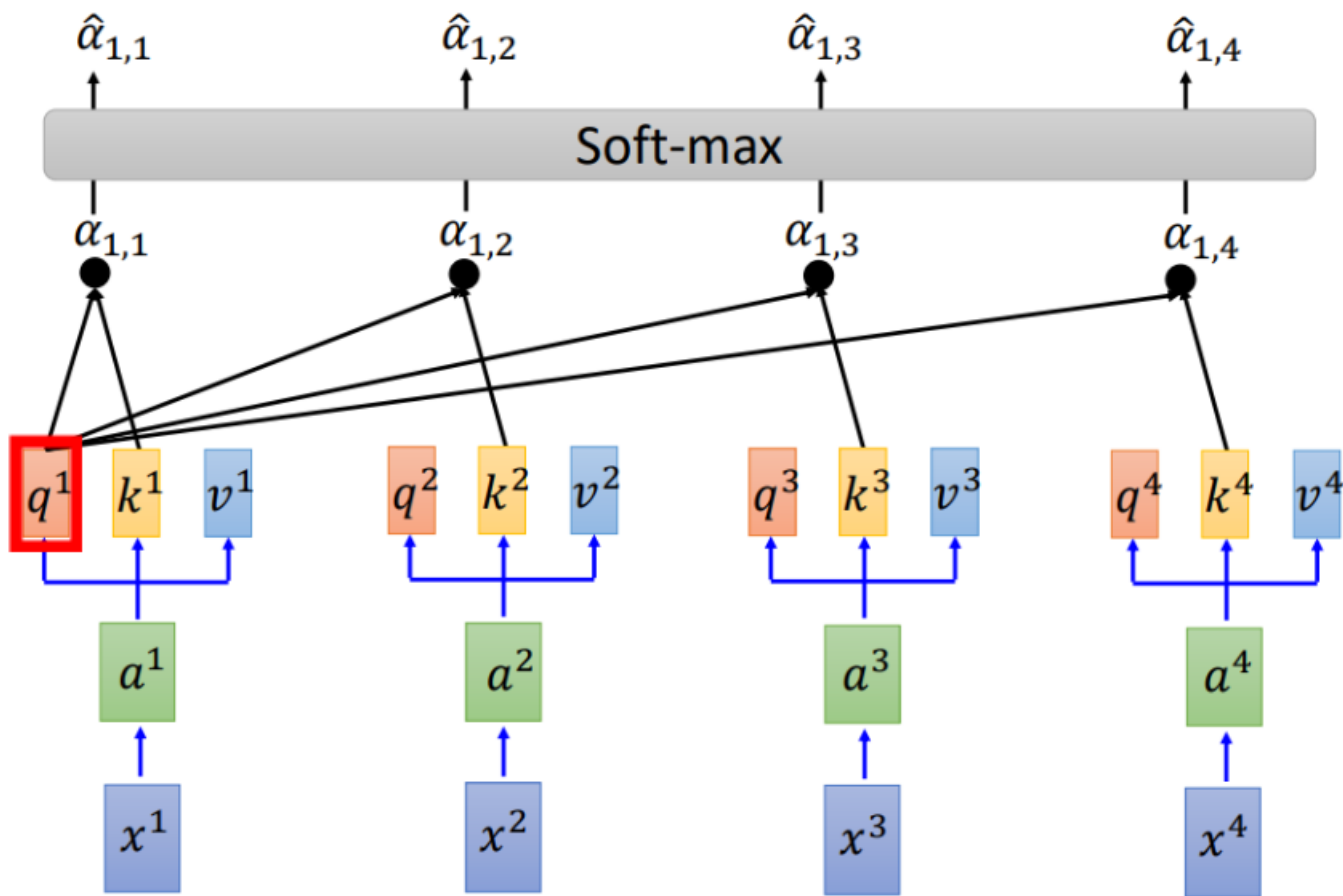 α̂₁,₁ α̂₁,₂ α̂₁,₃ α̂₁,₄
Soft-max
α₁,₁ α₁,₂ α₁,₃ α₁,₄
q¹ k¹ v¹ q² k² v² q³ k³ v³ q⁴ k⁴ v⁴
a¹ a² a³ a⁴
x¹ x² x³ x⁴